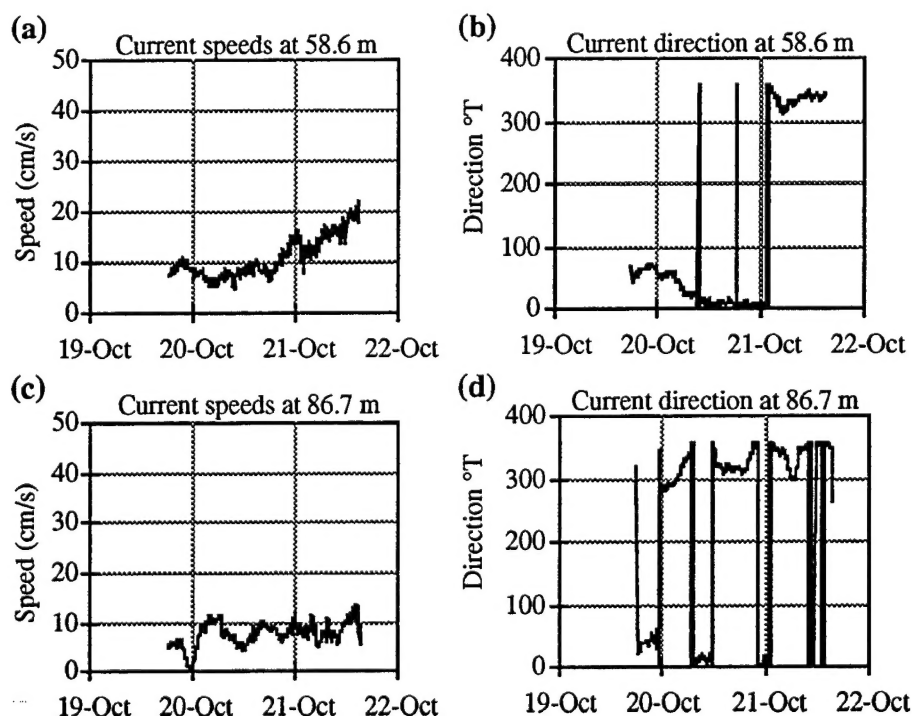 (a)
Current speeds at 58.6 m
50
40
30
20
10
0
Speed (cm/s)
19-Oct 20-Oct 21-Oct 22-Oct
(b)
Current direction at 58.6 m
400
300
200
100
0
Direction °T
19-Oct 20-Oct 21-Oct 22-Oct
(c)
Current speeds at 86.7 m
50
40
30
20
10
0
Speed (cm/s)
19-Oct 20-Oct 21-Oct 22-Oct
(d)
Current direction at 86.7 m
400
300
200
100
0
Direction °T
19-Oct 20-Oct 21-Oct 22-Oct